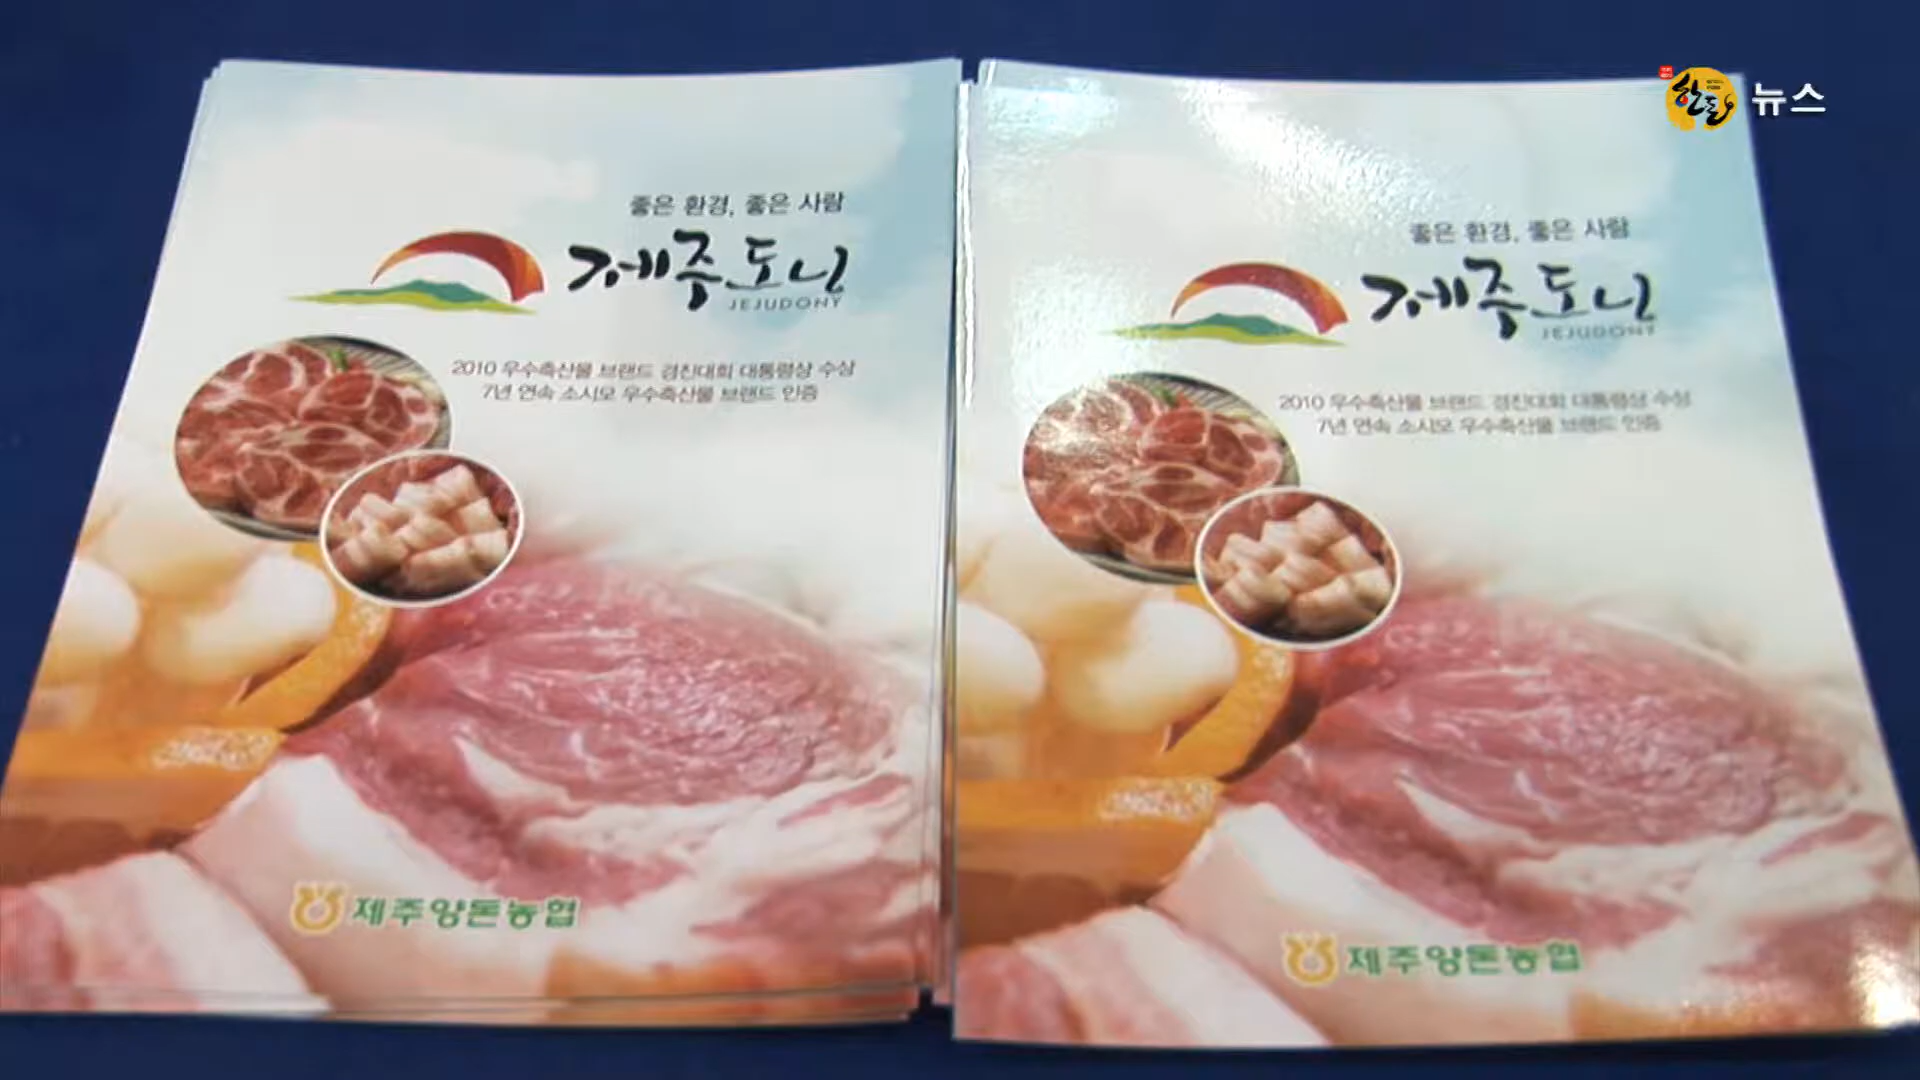 한돈 뉴스
좋은 환경, 좋은 사람
제주도니
JEJUDONY
2010 우수축산물 브랜드 경진대회 대통령상 수상
7년 연속 소시모 우수축산물 브랜드 인증
제주양돈농협
좋은 환경, 좋은 사람
제주도니
JEJUDONY
2010 우수축산물 브랜드 경진대회 대통령상 수상
7년 연속 소시모 우수축산물 브랜드 인증
제주양돈농협